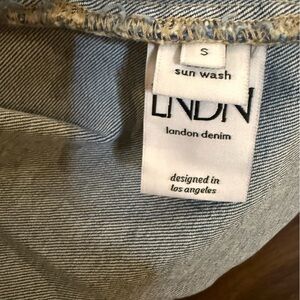 S
sun wash
LNDN
landon denim
designed in
los angeles